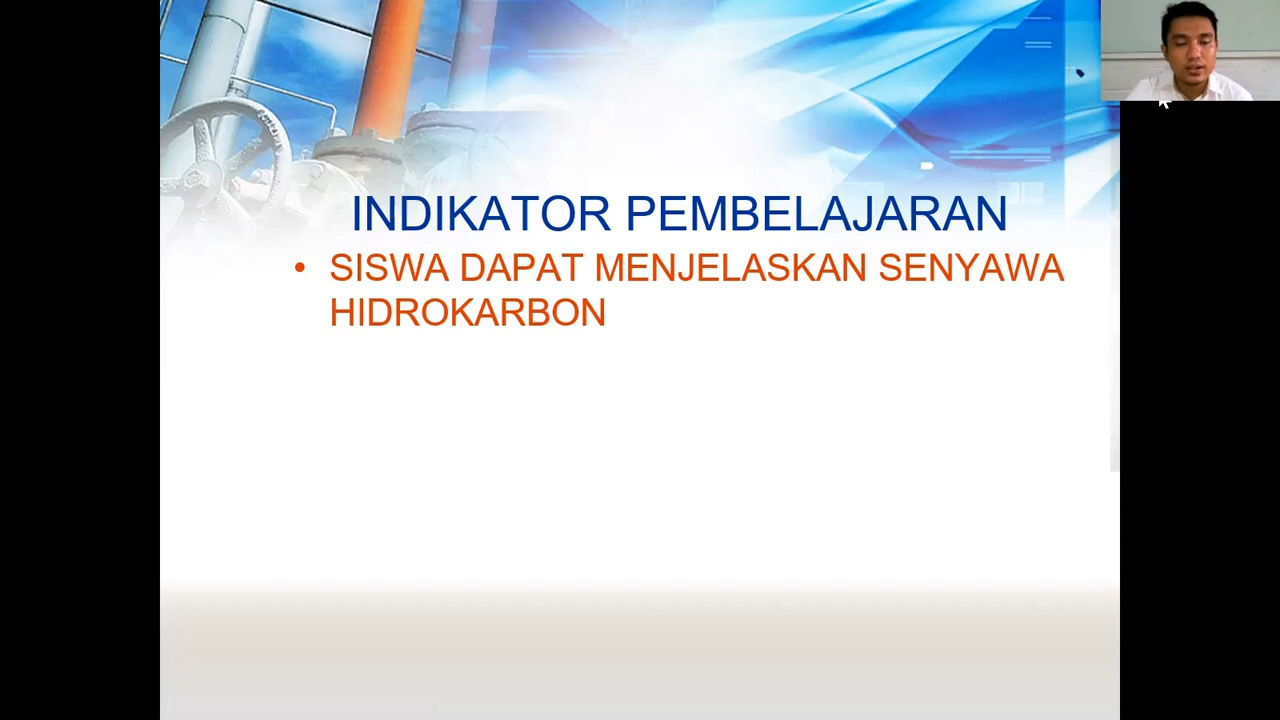 INDIKATOR PEMBELAJARAN
• SISWA DAPAT MENJELASKAN SENYAWA
HIDROKARBON